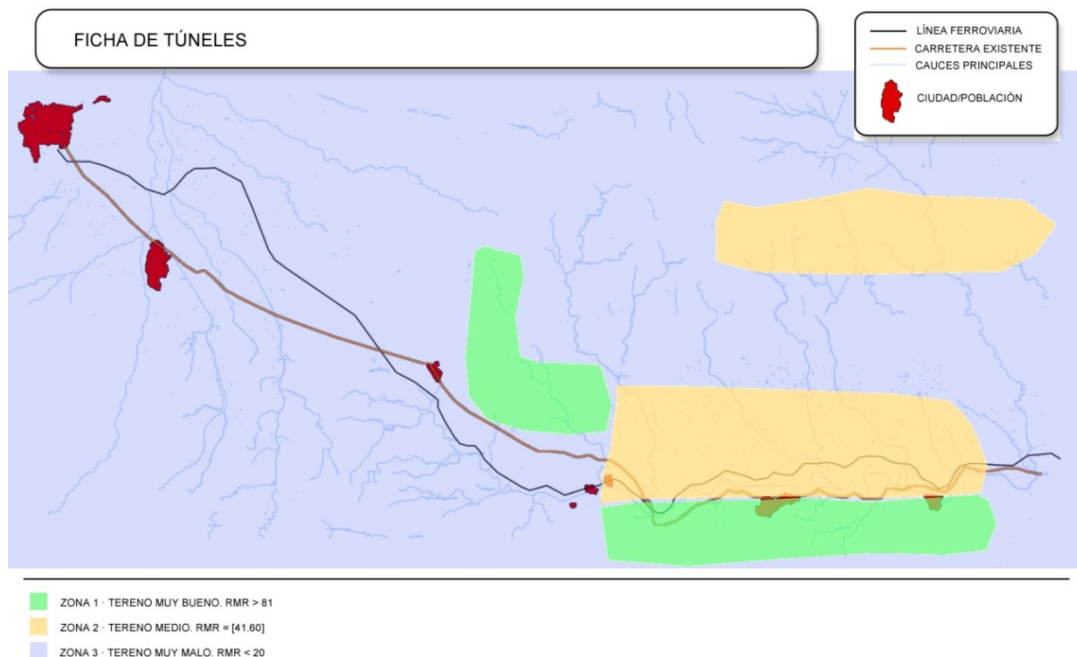 FICHA DE TÚNELES
LÍNEA FERROVIARIA
CARRETERA EXISTENTE
CAUCES PRINCIPALES
CIUDAD/POBLACIÓN
ZONA 1 · TERENO MUY BUENO. RMR > 81
ZONA 2 · TERENO MEDIO. RMR = [41.60]
ZONA 3 · TERENO MUY MALO. RMR < 20